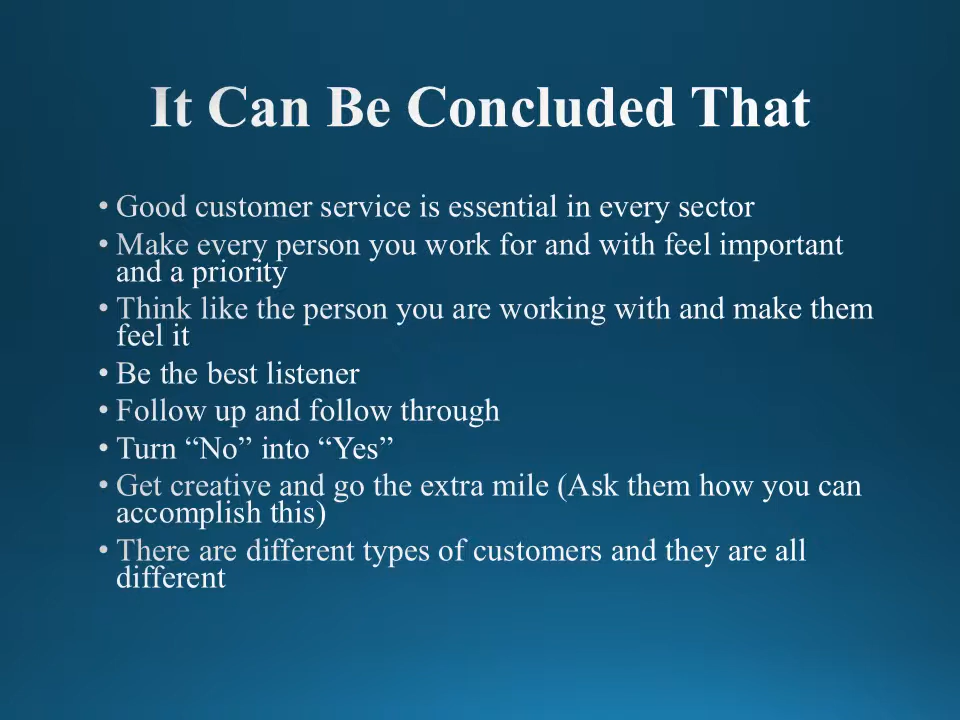 It Can Be Concluded That
• Good customer service is essential in every sector
• Make every person you work for and with feel important
and a priority
• Think like the person you are working with and make them
feel it
• Be the best listener
• Follow up and follow through
• Turn “No” into “Yes”
• Get creative and go the extra mile (Ask them how you can
accomplish this)
• There are different types of customers and they are all
different